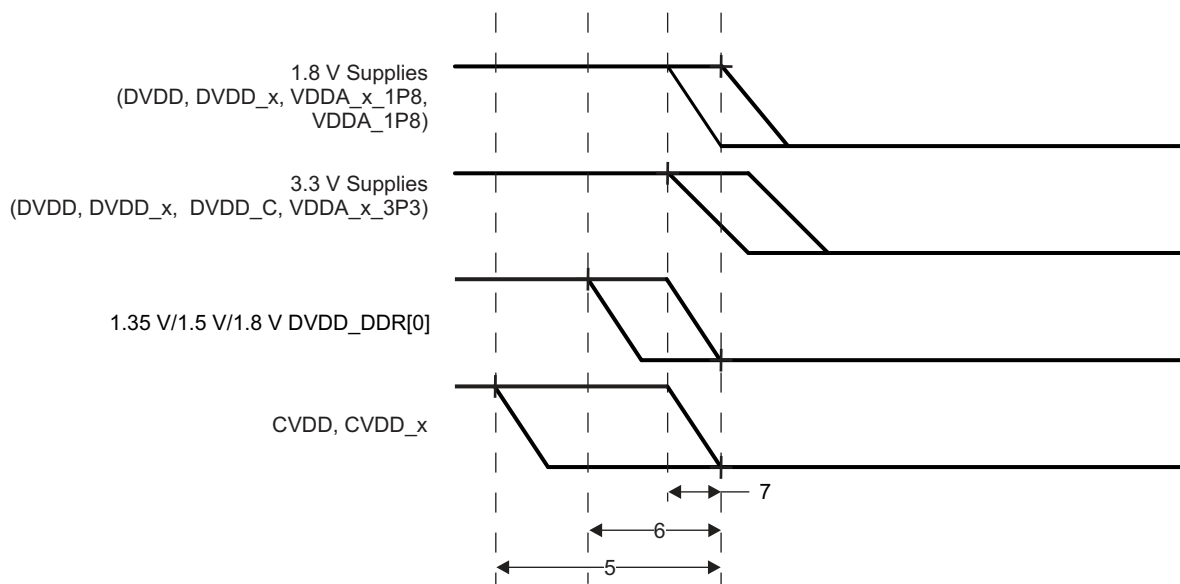 1.8 V Supplies
(DVDD, DVDD_x, VDDA_x_1P8,
VDDA_1P8)
3.3 V Supplies
(DVDD, DVDD_x, DVDD_C, VDDA_x_3P3)
1.35 V/1.5 V/1.8 V DVDD_DDR[0]
CVDD, CVDD_x
7
6
5